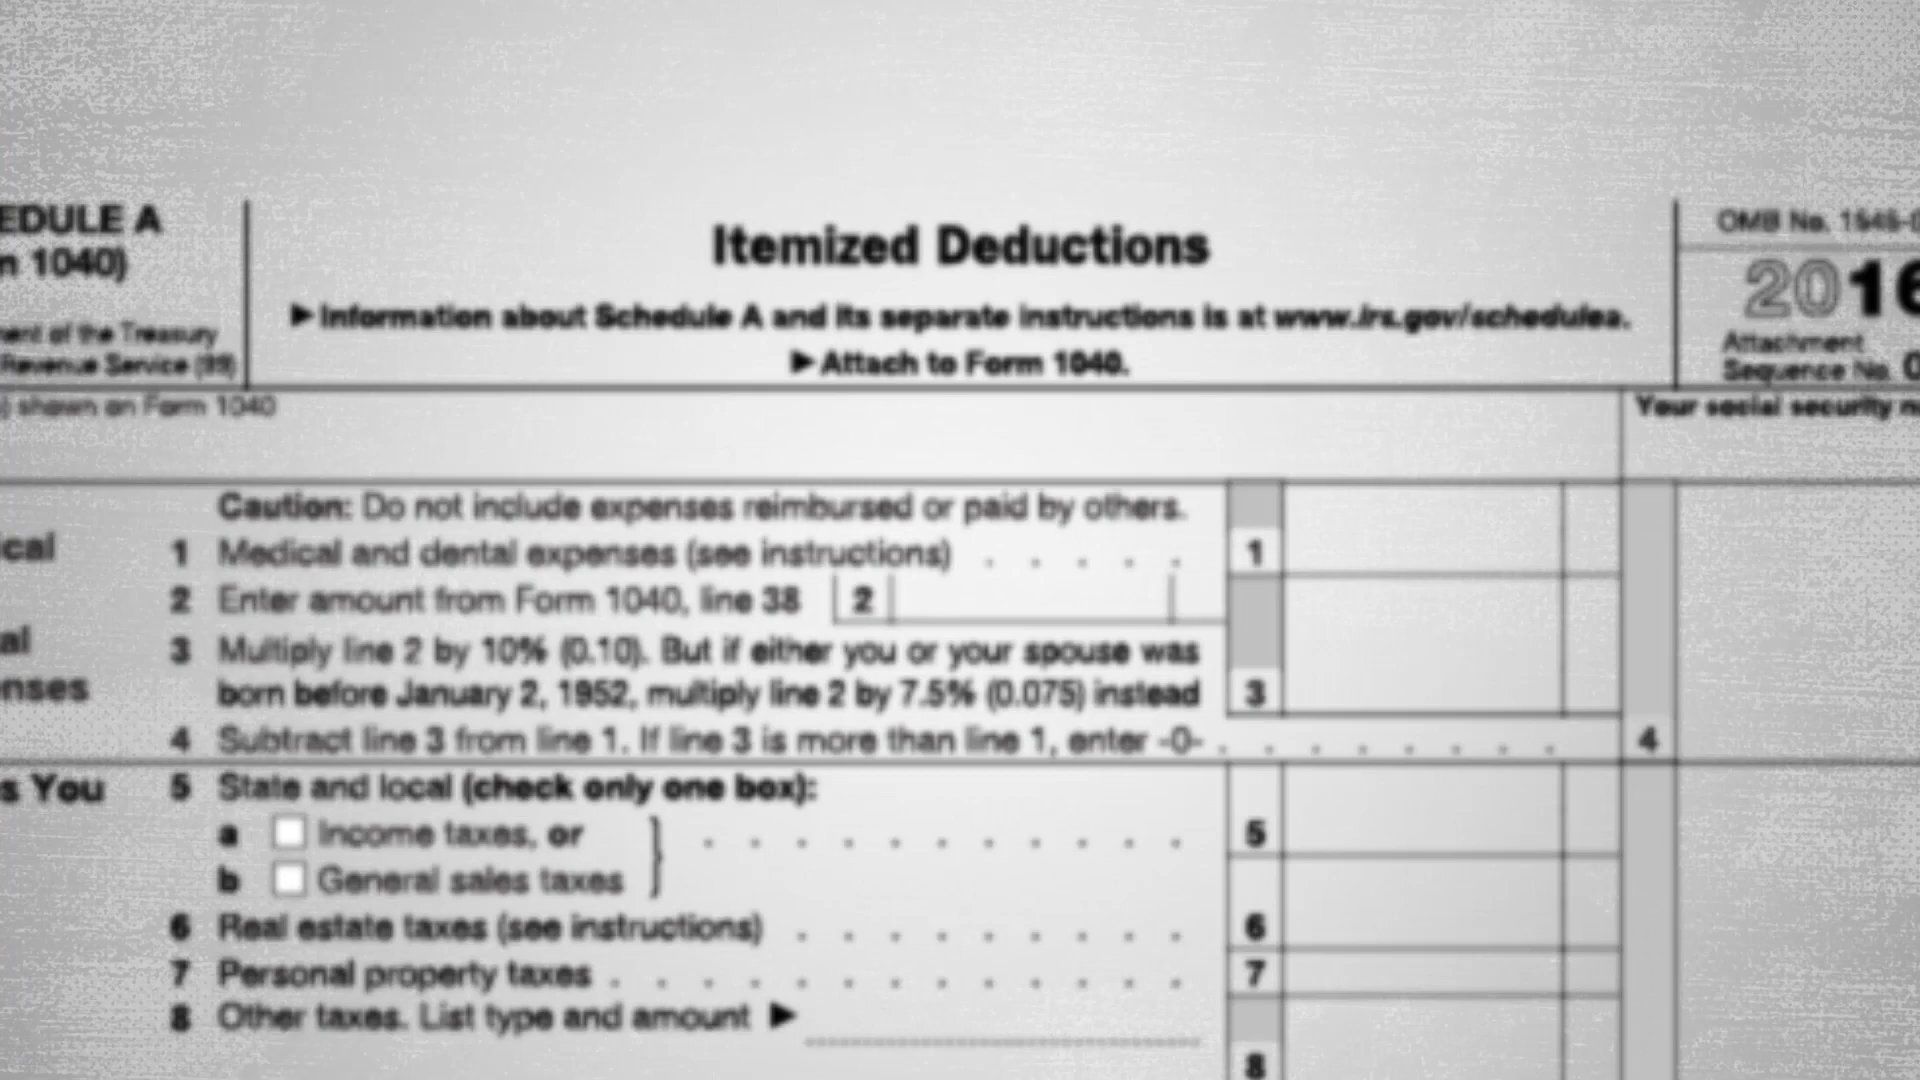 EDULE A
1040)
Itemized Deductions
OMB No. 1545-0
2016
▶ Information about Schedule A and its separate instructions is at www.irs.gov/schedulea.
▶ Attach to Form 1040.
ment of the Treasury
Revenue Service (99)
Attachment
Sequence No. 0
) shown on Form 1040
Your social security n
Caution: Do not include expenses reimbursed or paid by others.
ical
1 Medical and dental expenses (see instructions) . . . . . 1
2 Enter amount from Form 1040, line 38 2
al
3 Multiply line 2 by 10% (0.10). But if either you or your spouse was
enses
born before January 2, 1952, multiply line 2 by 7.5% (0.075) instead 3
4 Subtract line 3 from line 1. If line 3 is more than line 1, enter -0- . . . . . . . . 4
s You
5 State and local (check only one box):
a Income taxes, or . . . . . . . . . . . 5
b General sales taxes
6 Real estate taxes (see instructions) . . . . . . . . . 6
7 Personal property taxes . . . . . . . . . . . . . 7
8 Other taxes. List type and amount ▶
8